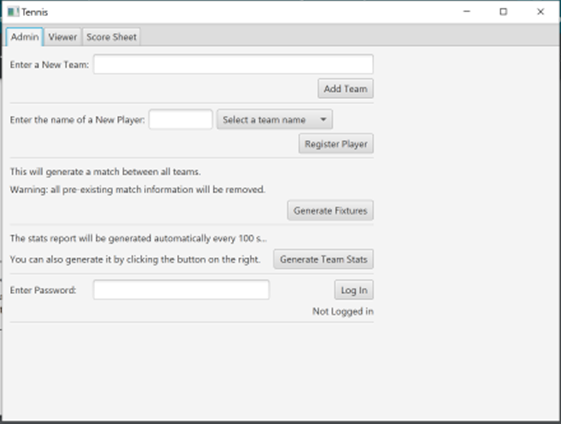 Tennis
Admin Viewer Score Sheet
Enter a New Team:
Add Team
Enter the name of a New Player: Select a team name
Register Player
This will generate a match between all teams.
Warning: all pre-existing match information will be removed.
Generate Fixtures
The stats report will be generated automatically every 100 s...
You can also generate it by clicking the button on the right. Generate Team Stats
Enter Password: Log In
Not Logged in